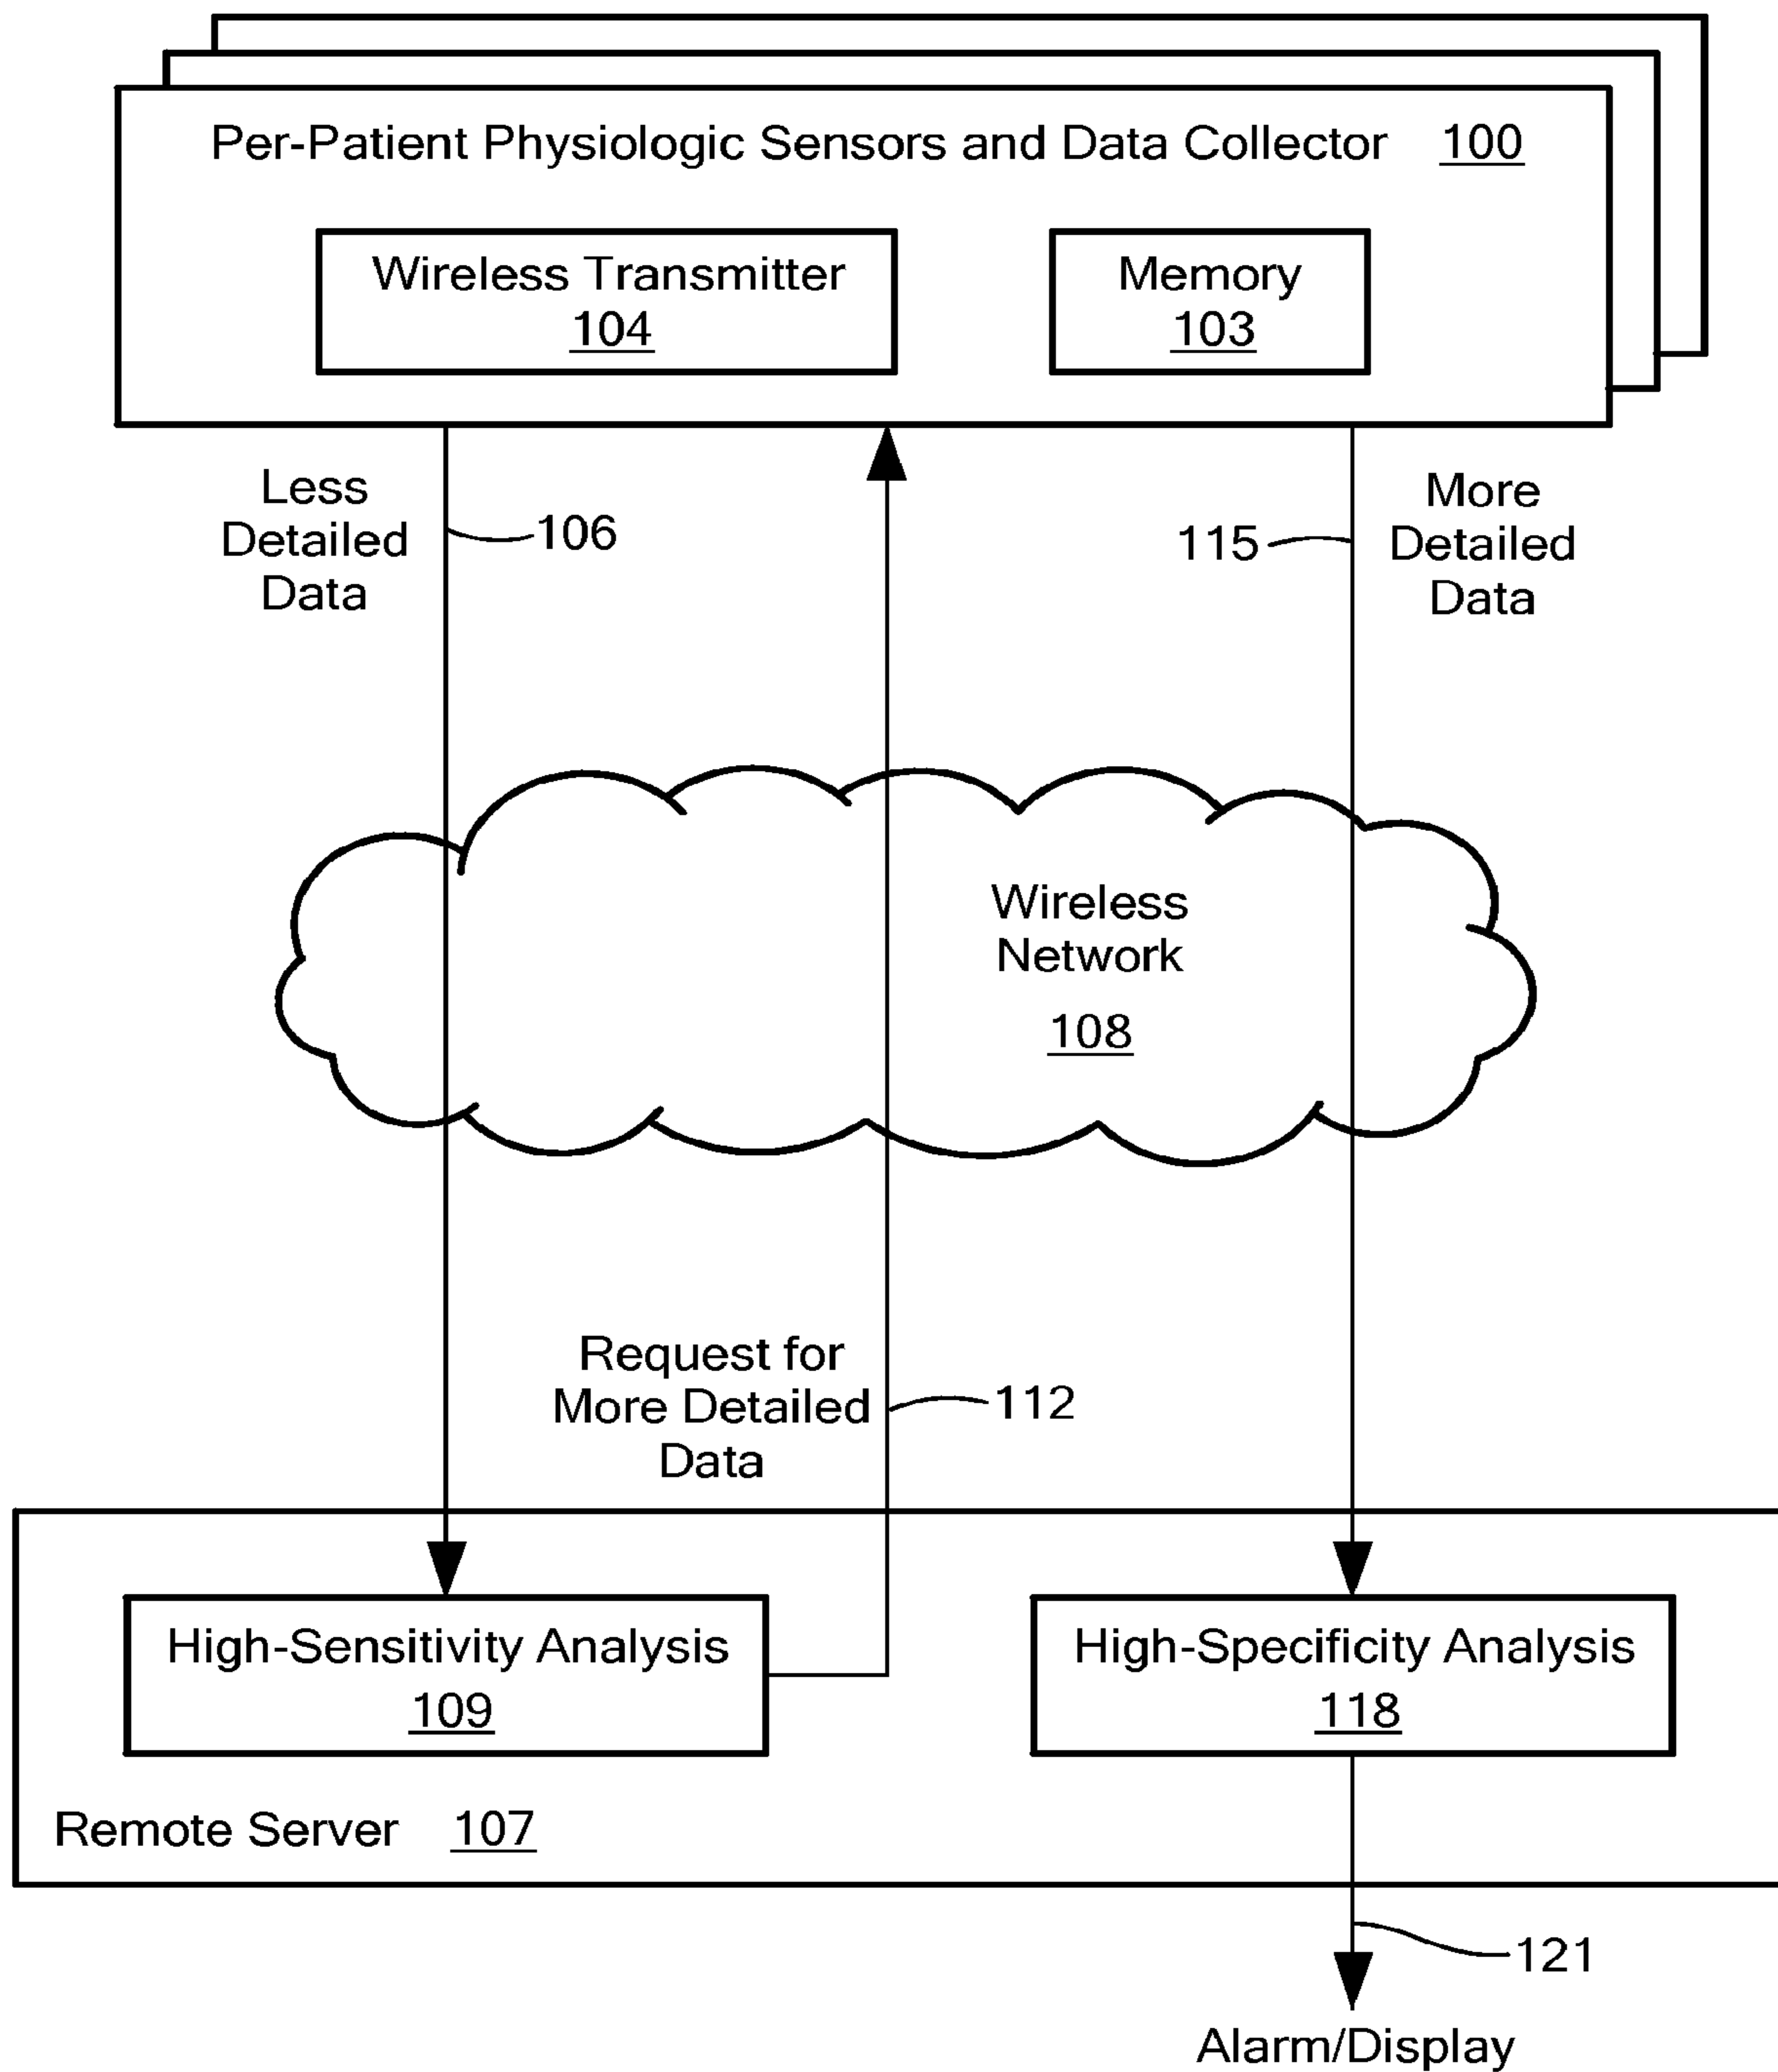 Per-Patient Physiologic Sensors and Data Collector 100
Wireless Transmitter
104
Memory
103
Less
Detailed
Data
106
115
More
Detailed
Data
Wireless
Network
108
Request for
More Detailed
Data
112
High-Sensitivity Analysis
109
High-Specificity Analysis
118
Remote Server 107
121
Alarm/Display